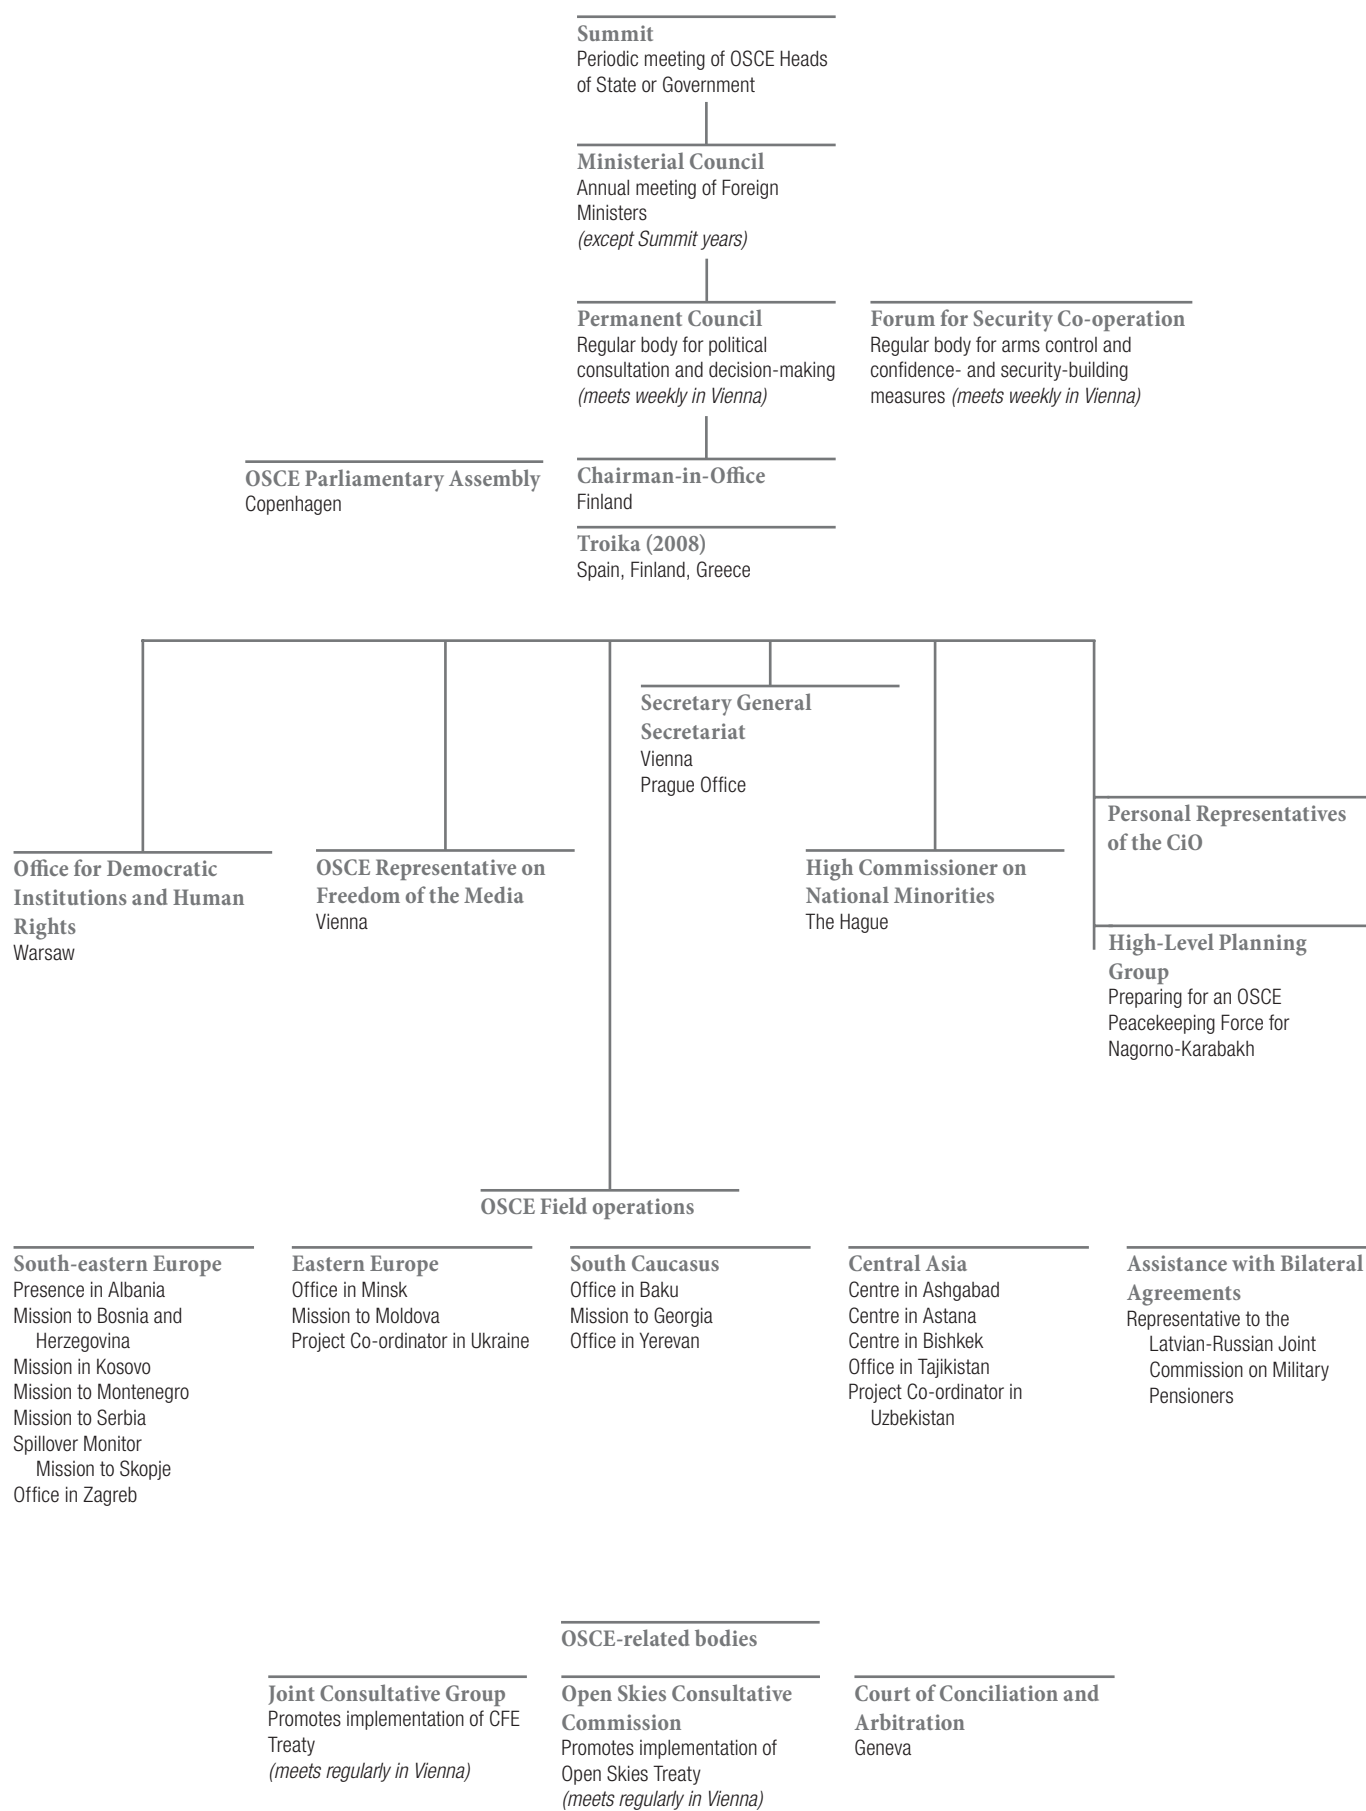 Summit
Periodic meeting of OSCE Heads
of State or Government
Ministerial Council
Annual meeting of Foreign
Ministers
(except Summit years)
Permanent Council
Regular body for political
consultation and decision-making
(meets weekly in Vienna)
Forum for Security Co-operation
Regular body for arms control and
confidence- and security-building
measures (meets weekly in Vienna)
OSCE Parliamentary Assembly
Copenhagen
Chairman-in-Office
Finland
Troika (2008)
Spain, Finland, Greece
Secretary General
Secretariat
Vienna
Prague Office
Office for Democratic
Institutions and Human
Rights
Warsaw
OSCE Representative on
Freedom of the Media
Vienna
High Commissioner on
National Minorities
The Hague
Personal Representatives
of the CiO
High-Level Planning
Group
Preparing for an OSCE
Peacekeeping Force for
Nagorno-Karabakh
OSCE Field operations
South-eastern Europe
Presence in Albania
Mission to Bosnia and
Herzegovina
Mission in Kosovo
Mission to Montenegro
Mission to Serbia
Spillover Monitor
Mission to Skopje
Office in Zagreb
Eastern Europe
Office in Minsk
Mission to Moldova
Project Co-ordinator in Ukraine
South Caucasus
Office in Baku
Mission to Georgia
Office in Yerevan
Central Asia
Centre in Ashgabad
Centre in Astana
Centre in Bishkek
Office in Tajikistan
Project Co-ordinator in
Uzbekistan
Assistance with Bilateral
Agreements
Representative to the
Latvian-Russian Joint
Commission on Military
Pensioners
OSCE-related bodies
Joint Consultative Group
Promotes implementation of CFE
Treaty
(meets regularly in Vienna)
Open Skies Consultative
Commission
Promotes implementation of
Open Skies Treaty
(meets regularly in Vienna)
Court of Conciliation and
Arbitration
Geneva